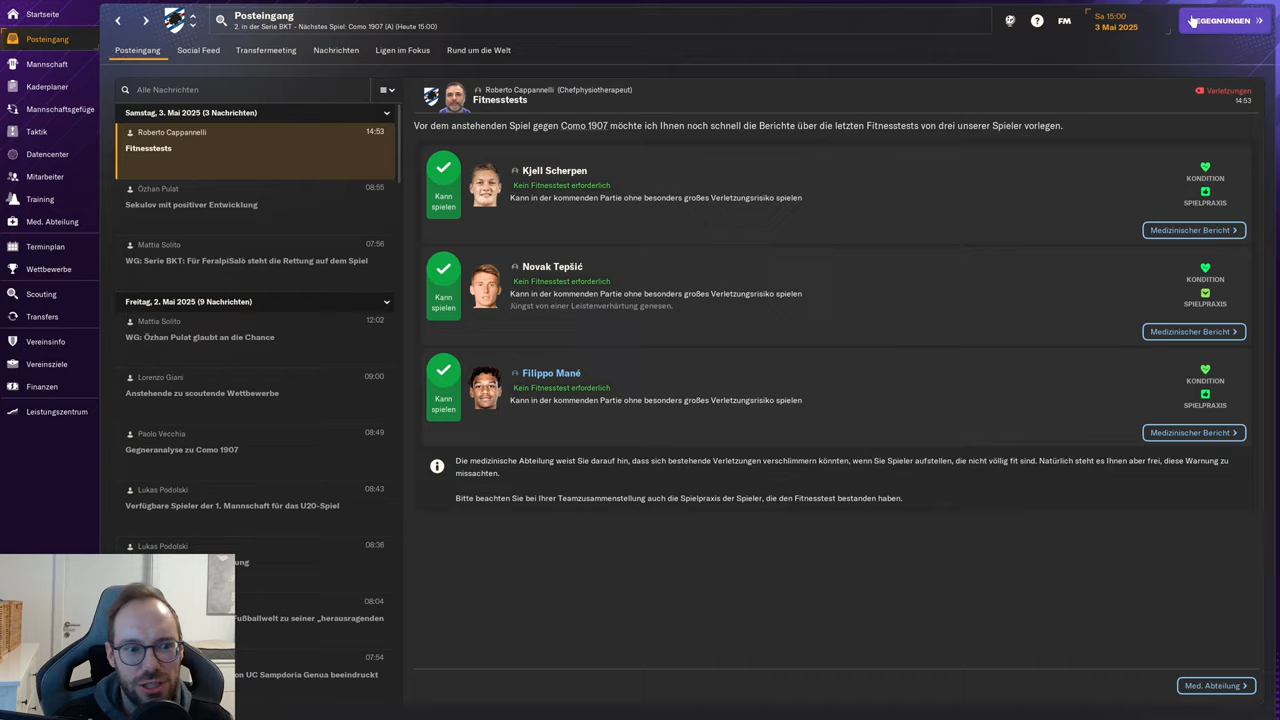 Startseite
Posteingang
Mannschaft
Kaderplaner
Mannschaftsgefüge
Taktik
Datencenter
Mitarbeiter
Training
Med. Abteilung
Terminplan
Wettbewerbe
Scouting
Transfers
Vereinsinfo
Vereinsziele
Finanzen
Leistungszentrum
Posteingang
2. in der Serie BKT - Nächstes Spiel: Como 1907 (A) (Heute 15:00)
FM
Sa 15:00
3 Mai 2025
EGEGNUNGEN
Posteingang Social Feed Transfermeeting Nachrichten Ligen im Fokus Rund um die Welt
Alle Nachrichten
Samstag, 3. Mai 2025 (3 Nachrichten)
Roberto Cappannelli 14:53
Fitnesstests
Özhan Pulat 08:55
Sekulov mit positiver Entwicklung
Mattia Solito 07:56
WG: Serie BKT: Für FeralpiSalò steht die Rettung auf dem Spiel
Freitag, 2. Mai 2025 (9 Nachrichten)
Mattia Solito 12:02
WG: Özhan Pulat glaubt an die Chance
Lorenzo Giani 09:00
Anstehende zu scoutende Wettbewerbe
Paolo Vecchia 08:49
Gegneranalyse zu Como 1907
Lukas Podolski 08:43
Verfügbare Spieler der 1. Mannschaft für das U20-Spiel
Lukas Podolski 08:36
ung
08:04
Fußballwelt zu seiner „herausragenden
07:54
on UC Sampdoria Genua beeindruckt
Roberto Cappannelli (Chefphysiotherapeut)
Fitnesstests
Verletzungen
14:53
Vor dem anstehenden Spiel gegen Como 1907 möchte ich Ihnen noch schnell die Berichte über die letzten Fitnesstests von drei unserer Spieler vorlegen.
Kann
spielen
Kjell Scherpen
Kein Fitnesstest erforderlich
Kann in der kommenden Partie ohne besonders großes Verletzungsrisiko spielen
KONDITION
SPIELPRAXIS
Medizinischer Bericht
Kann
spielen
Novak Tepšić
Kein Fitnesstest erforderlich
Kann in der kommenden Partie ohne besonders großes Verletzungsrisiko spielen
Jüngst von einer Leistenverhärtung genesen.
KONDITION
SPIELPRAXIS
Medizinischer Bericht
Kann
spielen
Filippo Mané
Kein Fitnesstest erforderlich
Kann in der kommenden Partie ohne besonders großes Verletzungsrisiko spielen
KONDITION
SPIELPRAXIS
Medizinischer Bericht
Die medizinische Abteilung weist Sie darauf hin, dass sich bestehende Verletzungen verschlimmern könnten, wenn Sie Spieler aufstellen, die nicht völlig fit sind. Natürlich steht es Ihnen aber frei, diese Warnung zu
missachten.
Bitte beachten Sie bei Ihrer Teamzusammenstellung auch die Spielpraxis der Spieler, die den Fitnesstest bestanden haben.
Med. Abteilung